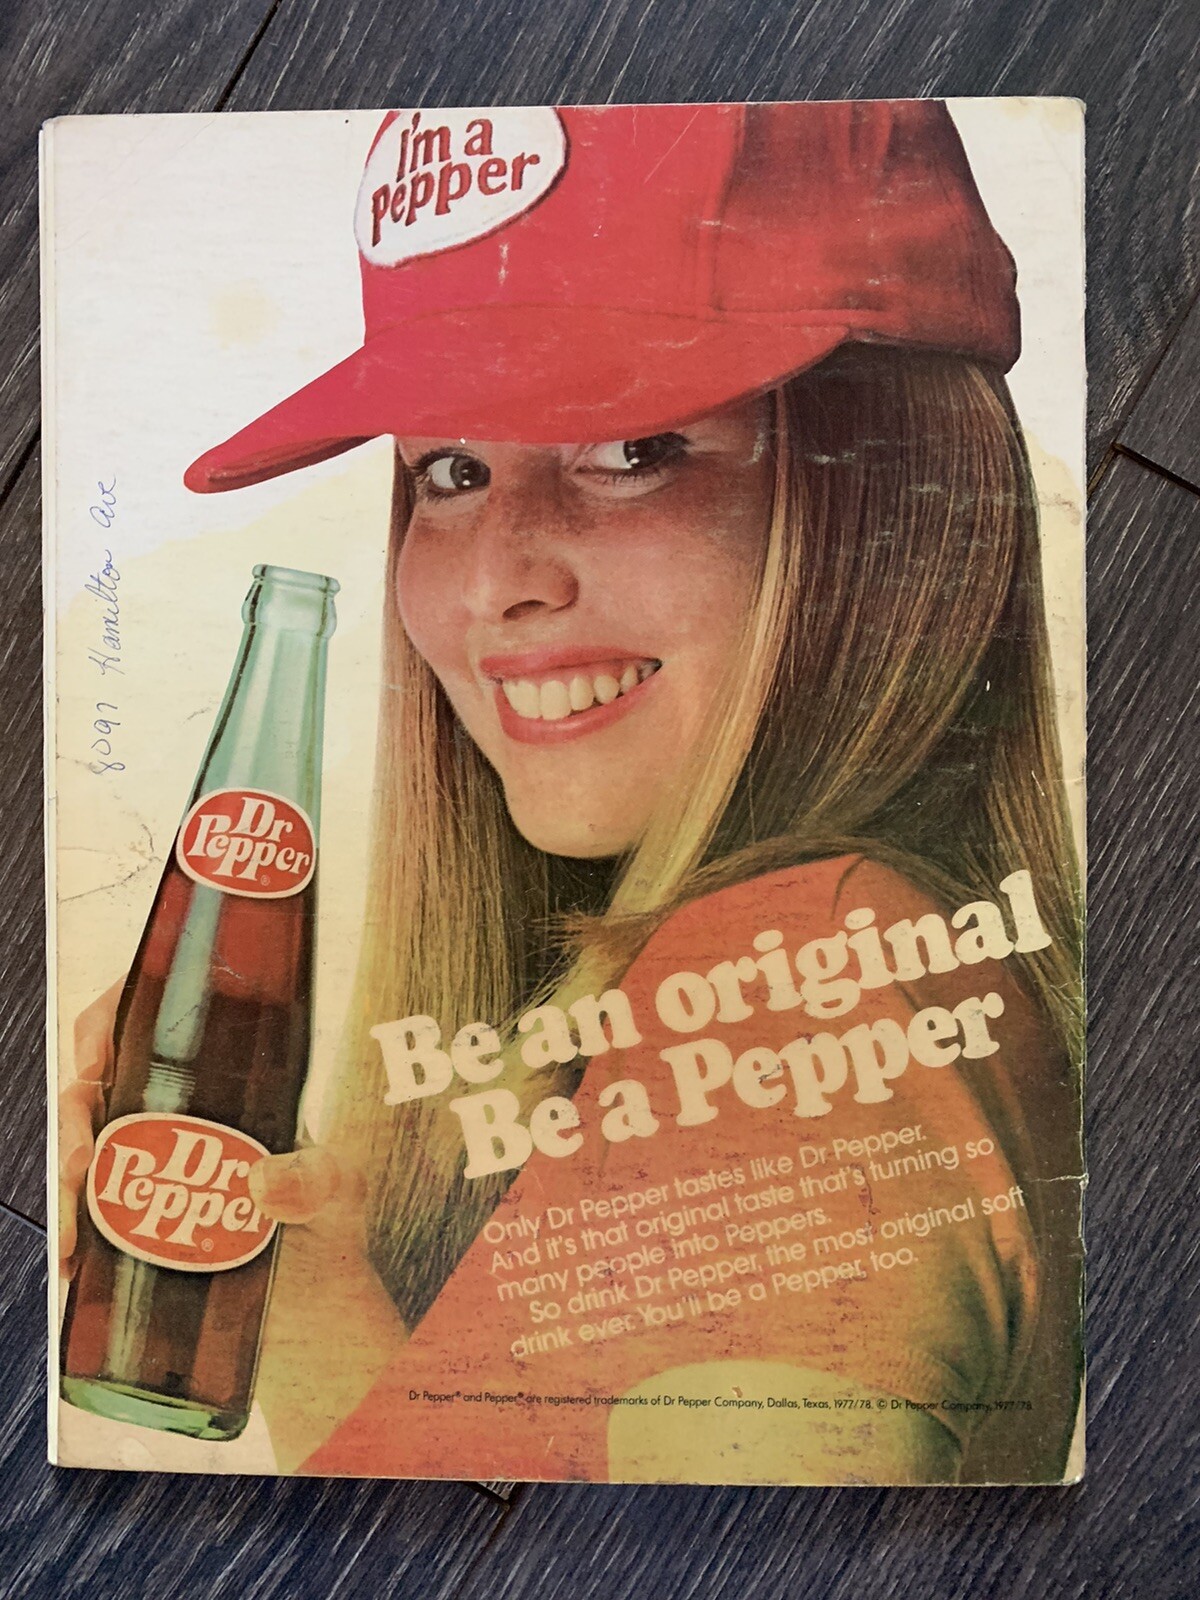 I'm a
pepper
8097 Hamilton Ave
Dr
Pepper
Dr
Pepper®
Be an original
Be a Pepper
Only Dr Pepper tastes like Dr Pepper.
And it's that original taste that's turning so
many people into Peppers.
So drink Dr Pepper, the most original soft
drink ever. You'll be a Pepper, too.
Dr Pepper® and Pepper® are registered trademarks of Dr Pepper Company, Dallas, Texas, 1977/78. © Dr Pepper Company, 1977/78.